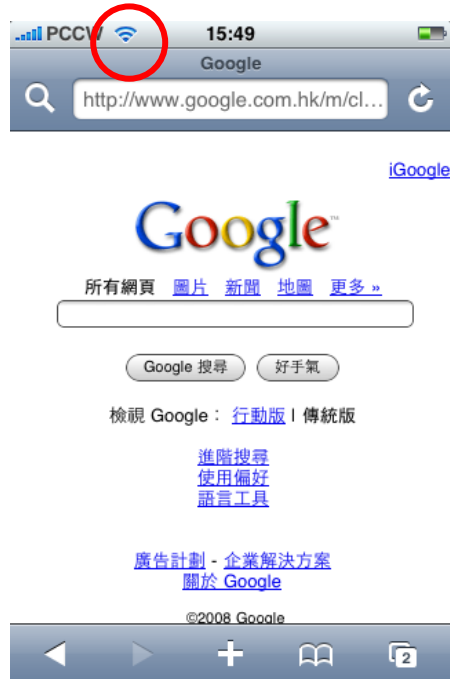 PCCW 15:49
Google
http://www.google.com.hk/m/cl...
iGoogle
Google™
所有網頁 圖片 新聞 地圖 更多 »
Google 搜尋 好手氣
檢視 Google： 行動版 | 傳統版
進階搜尋
使用偏好
語言工具
廣告計劃 - 企業解決方案
關於 Google
©2008 Google
2